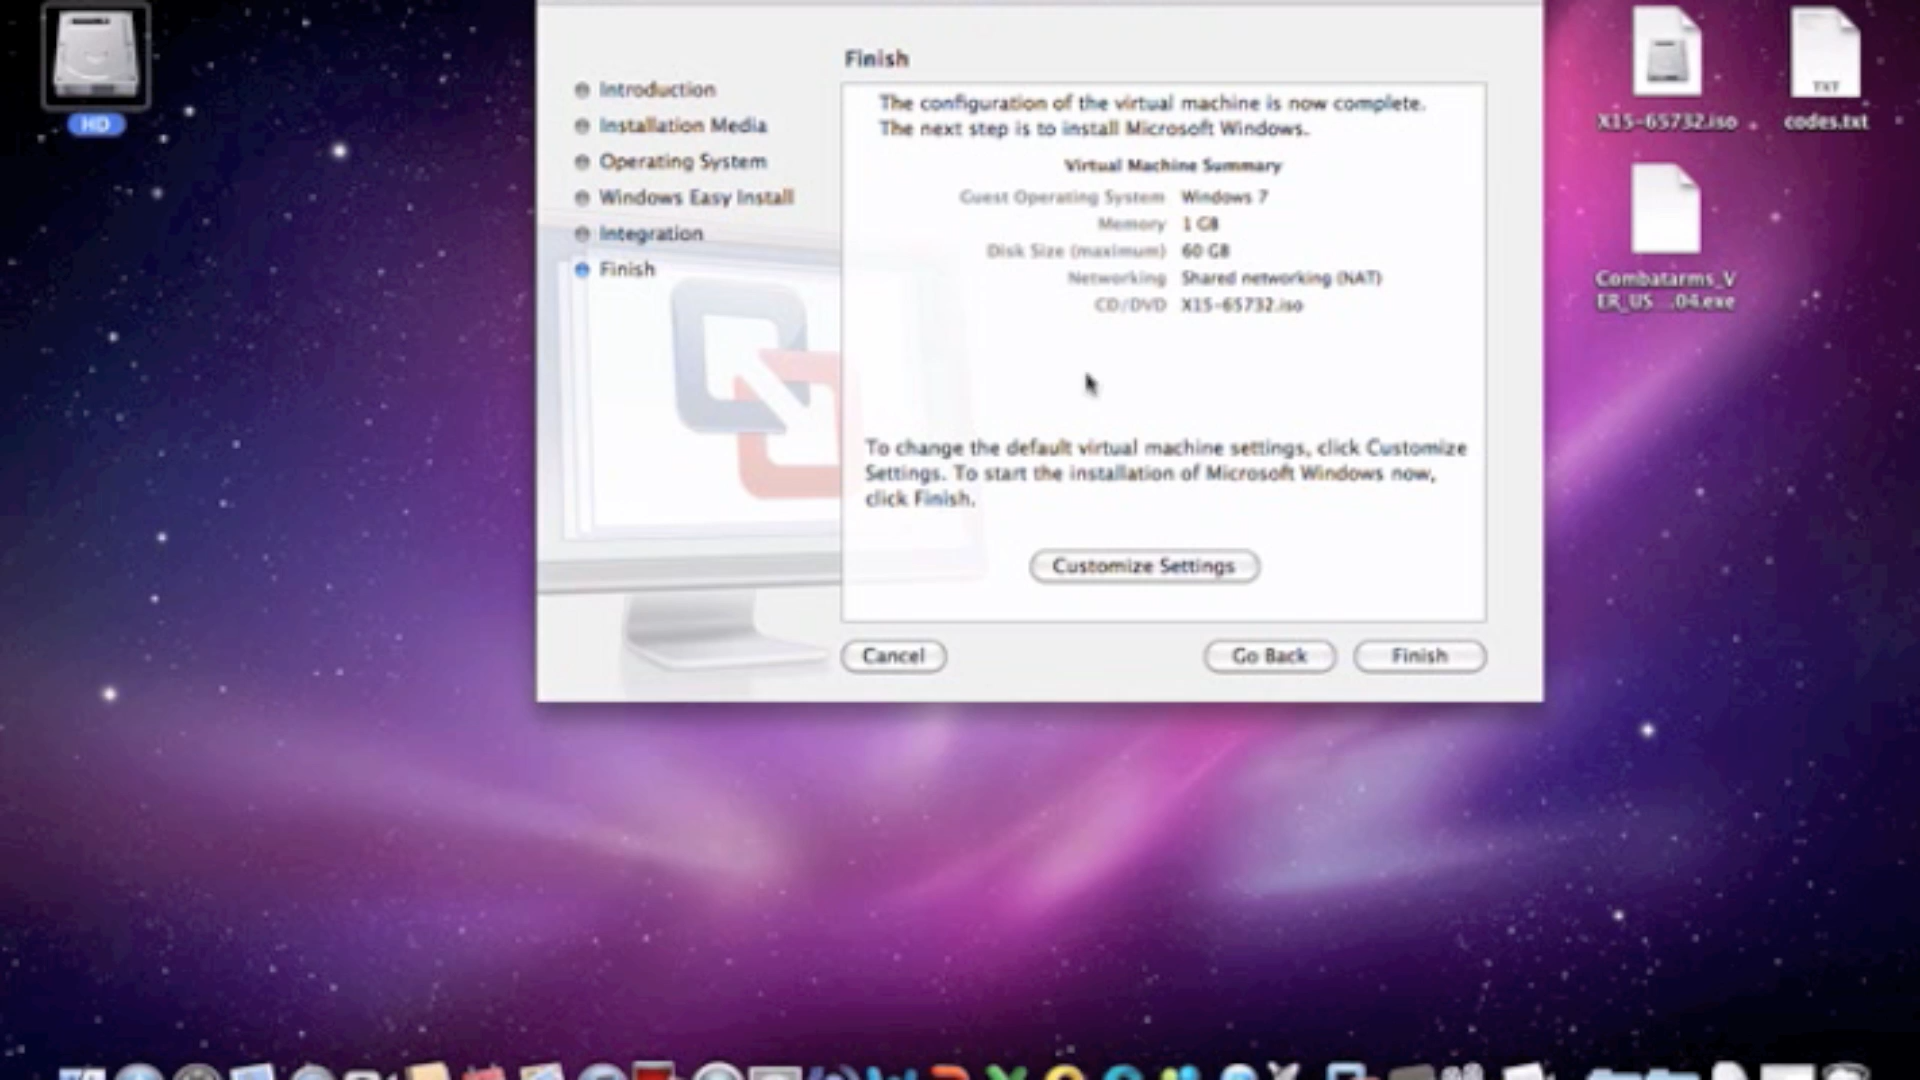 HD
Finish
Introduction
Installation Media
Operating System
Windows Easy Install
Integration
Finish
The configuration of the virtual machine is now complete.
The next step is to install Microsoft Windows.
Virtual Machine Summary
Guest Operating System Windows 7
Memory 1 GB
Disk Size (maximum) 60 GB
Networking Shared networking (NAT)
CD/DVD X15-65732.iso
To change the default virtual machine settings, click Customize
Settings. To start the installation of Microsoft Windows now,
click Finish.
Customize Settings
Cancel
Go Back
Finish
X15-65732.iso
TXT
codes.txt
Combatarms_V
ER_US ...04.exe